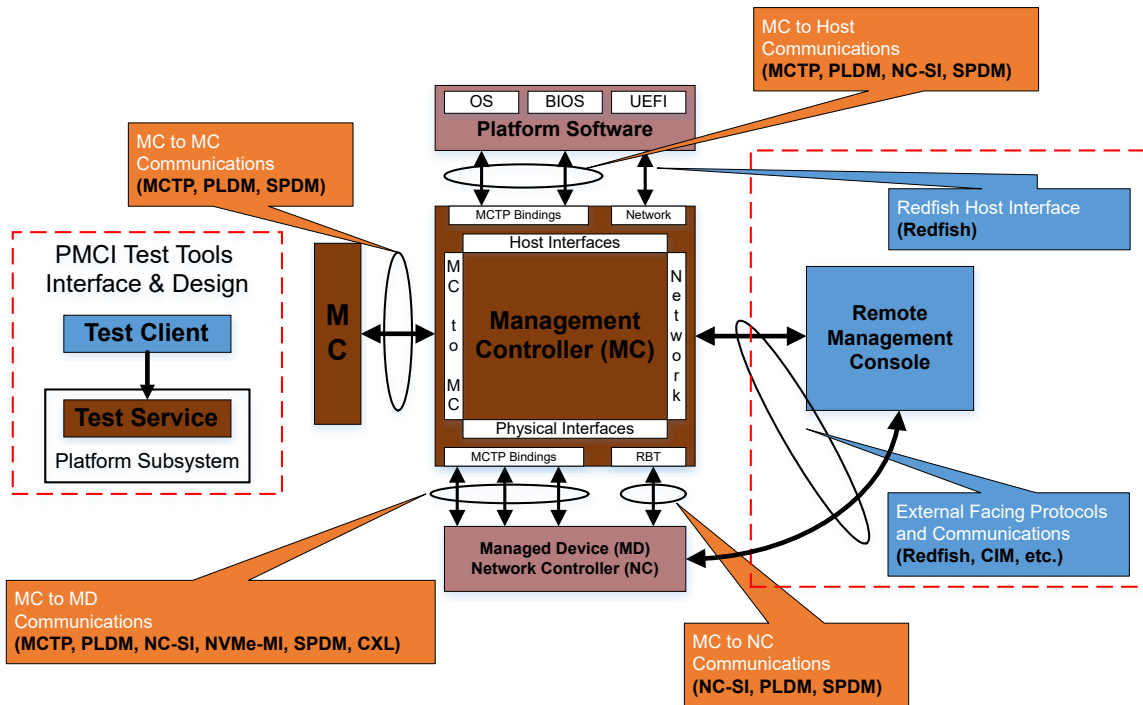 MC to Host
Communications
(MCTP, PLDM, NC-SI, SPDM)
OS
BIOS
UEFI
Platform Software
MC to MC
Communications
(MCTP, PLDM, SPDM)
Redfish Host Interface
(Redfish)
MCTP Bindings
Network
Host Interfaces
PMCI Test Tools
Interface & Design
Test Client
Test Service
Platform Subsystem
MC
MC to MC
Management
Controller (MC)
Network
Remote
Management
Console
Physical Interfaces
MCTP Bindings
RBT
External Facing Protocols
and Communications
(Redfish, CIM, etc.)
Managed Device (MD)
Network Controller (NC)
MC to MD
Communications
(MCTP, PLDM, NC-SI, NVMe-MI, SPDM, CXL)
MC to NC
Communications
(NC-SI, PLDM, SPDM)